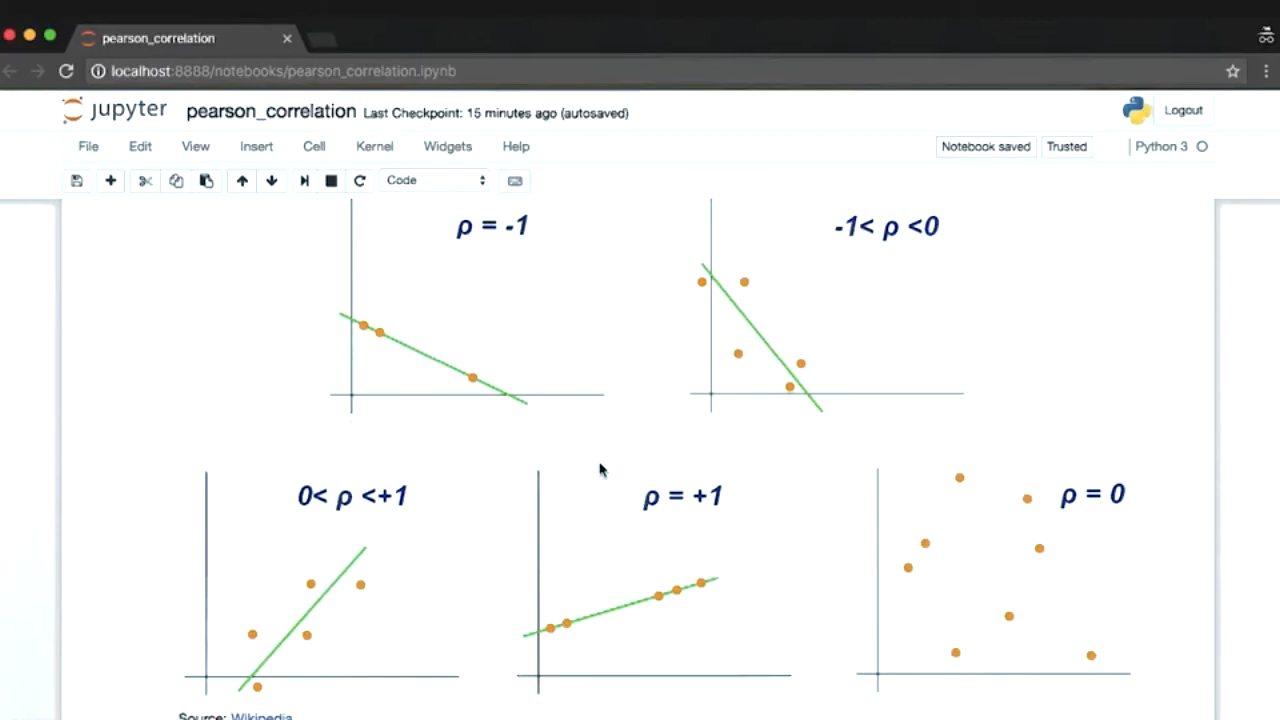 pearson_correlation
localhost:8888/notebooks/pearson_correlation.ipynb
jupyter pearson_correlation Last Checkpoint: 15 minutes ago (autosaved)
Logout
File Edit View Insert Cell Kernel Widgets Help
Notebook saved Trusted Python 3
Code
ρ = -1
-1< ρ <0
0< ρ <+1
ρ = +1
ρ = 0
Source: Wikipedia